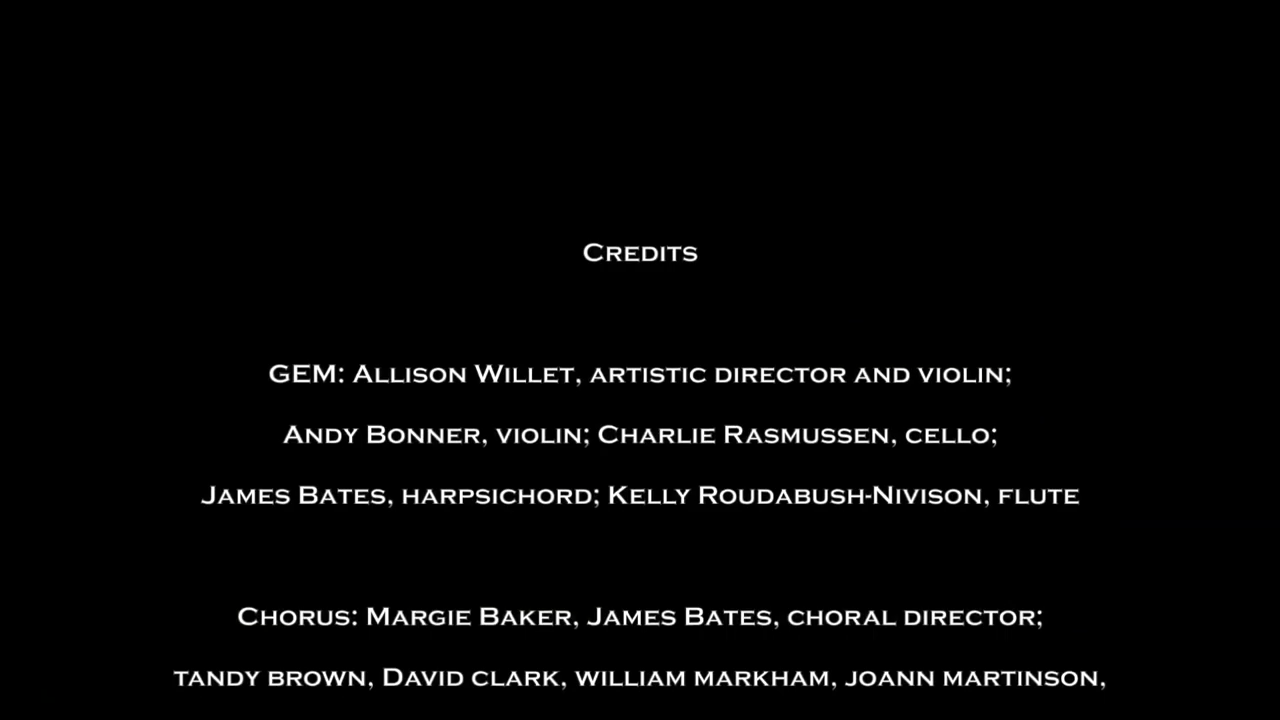 Credits
GEM: Allison Willet, artistic director and violin;
Andy Bonner, violin; Charlie Rasmussen, cello;
James Bates, harpsichord; Kelly Roudabush-Nivison, flute
Chorus: Margie Baker, James Bates, choral director;
tandy brown, David clark, william markham, joann martinson,